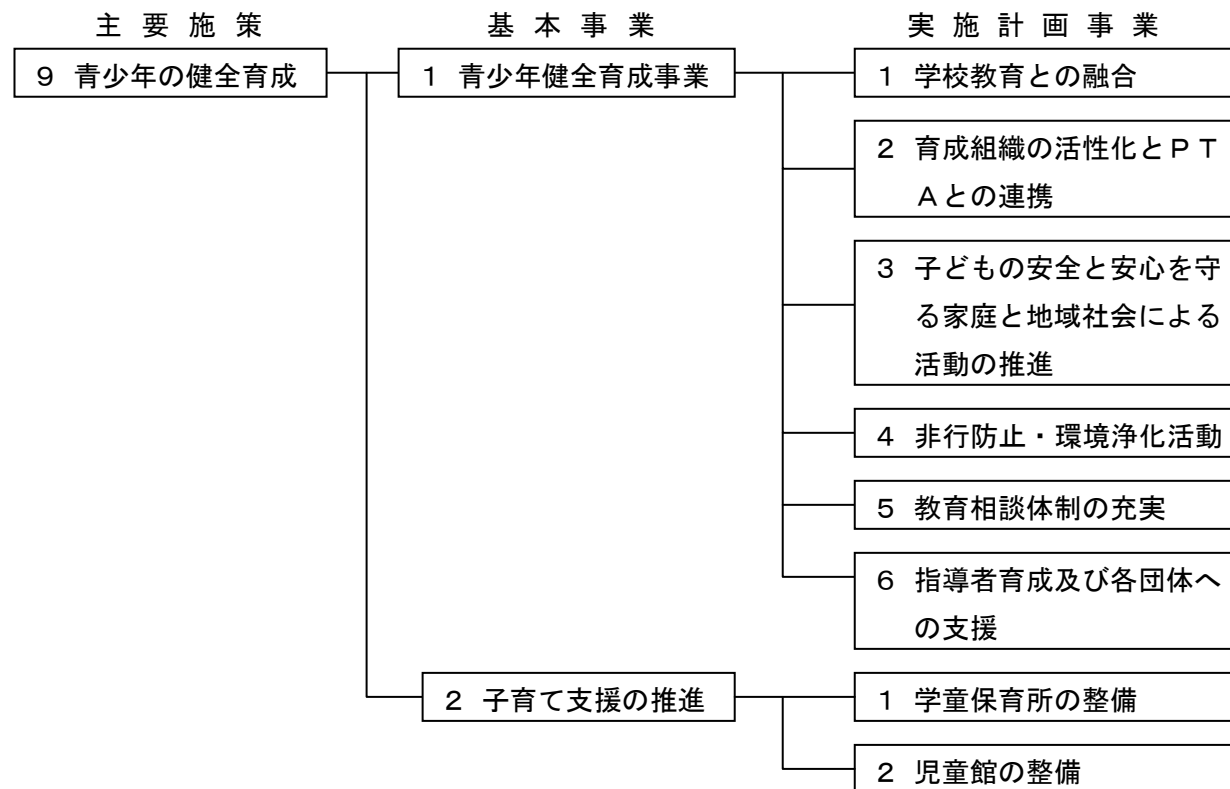 主要施策　基本事業　実施計画事業
９　青少年の健全育成　１　青少年健全育成事業　１　学校教育との融合
２　育成組織の活性化とＰＴ
Ａとの連携
３　子どもの安全と安心を守
る家庭と地域社会による
活動の推進
４　非行防止・環境浄化活動
５　教育相談体制の充実
６　指導者育成及び各団体へ
の支援
２　子育て支援の推進　１　学童保育所の整備
２　児童館の整備